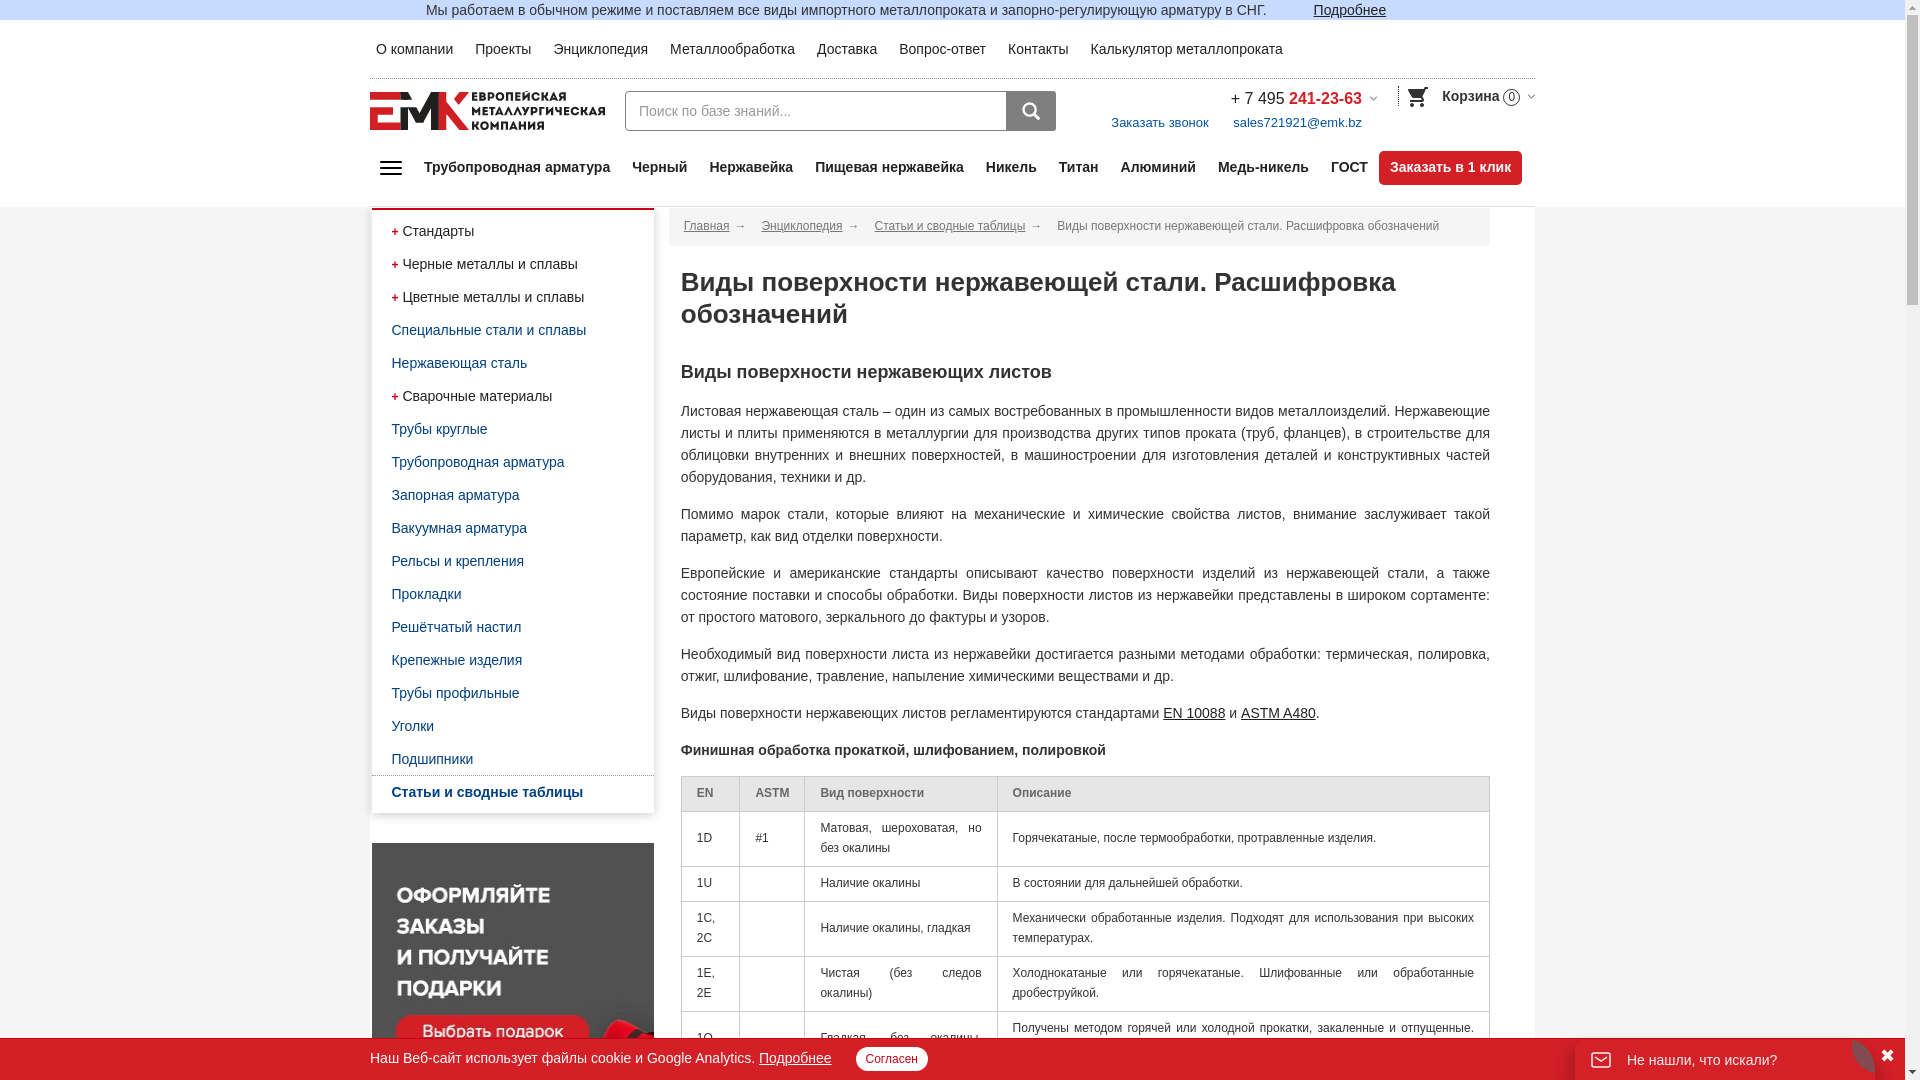 Мы работаем в обычном режиме и поставляем все виды импортного металлопроката и запорно-регулирующую арматуру в СНГ. Подробнее
О компании Проекты Энциклопедия Металлообработка Доставка Вопрос-ответ Контакты Калькулятор металлопроката
ЕМК ЕВРОПЕЙСКАЯ
МЕТАЛЛУРГИЧЕСКАЯ
КОМПАНИЯ
Поиск по базе знаний...
+ 7 495 241-23-63
Корзина 0
Заказать звонок sales721921@emk.bz
Трубопроводная арматура Черный Нержавейка Пищевая нержавейка Никель Титан Алюминий Медь-никель ГОСТ Заказать в 1 клик
+ Стандарты
+ Черные металлы и сплавы
+ Цветные металлы и сплавы
Специальные стали и сплавы
Нержавеющая сталь
+ Сварочные материалы
Трубы круглые
Трубопроводная арматура
Запорная арматура
Вакуумная арматура
Рельсы и крепления
Прокладки
Решётчатый настил
Крепежные изделия
Трубы профильные
Уголки
Подшипники
Статьи и сводные таблицы
ОФОРМЛЯЙТЕ
ЗАКАЗЫ
И ПОЛУЧАЙТЕ
ПОДАРКИ
Выбрать подарок
Главная → Энциклопедия → Статьи и сводные таблицы → Виды поверхности нержавеющей стали. Расшифровка обозначений
Виды поверхности нержавеющей стали. Расшифровка
обозначений
Виды поверхности нержавеющих листов
Листовая нержавеющая сталь – один из самых востребованных в промышленности видов металлоизделий. Нержавеющие
листы и плиты применяются в металлургии для производства других типов проката (труб, фланцев), в строительстве для
облицовки внутренних и внешних поверхностей, в машиностроении для изготовления деталей и конструктивных частей
оборудования, техники и др.
Помимо марок стали, которые влияют на механические и химические свойства листов, внимание заслуживает такой
параметр, как вид отделки поверхности.
Европейские и американские стандарты описывают качество поверхности изделий из нержавеющей стали, а также
состояние поставки и способы обработки. Виды поверхности листов из нержавейки представлены в широком сортаменте:
от простого матового, зеркального до фактуры и узоров.
Необходимый вид поверхности листа из нержавейки достигается разными методами обработки: термическая, полировка,
отжиг, шлифование, травление, напыление химическими веществами и др.
Виды поверхности нержавеющих листов регламентируются стандартами EN 10088 и ASTM A480.
Финишная обработка прокаткой, шлифованием, полировкой
EN ASTM Вид поверхности Описание
1D #1 Матовая, шероховатая, но
без окалины Горячекатаные, после термообработки, протравленные изделия.
1U Наличие окалины В состоянии для дальнейшей обработки.
1C,
2C Наличие окалины, гладкая Механически обработанные изделия. Подходят для использования при высоких
температурах.
1E,
2E Чистая (без следов
окалины) Холоднокатаные или горячекатаные. Шлифованные или обработанные
дробеструйкой.
Получены методом горячей или холодной прокатки, закаленные и отпущенные.
Наш Веб-сайт использует файлы cookie и Google Analytics. Подробнее Согласен
Не нашли, что искали?